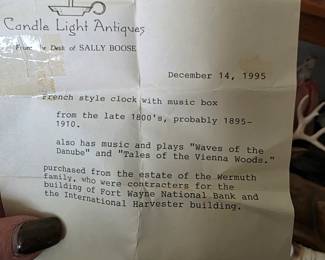 Candle Light Antiques
From the Desk of SALLY BOOSE
December 14, 1995
French style clock with music box
from the late 1800's, probably 1895-
1910.
also has music and plays "Waves of the
Danube" and "Tales of the Vienna Woods."
purchased from the estate of the Wermuth
family, who were contracters for the
building of Fort Wayne National Bank and
the International Harvester building.